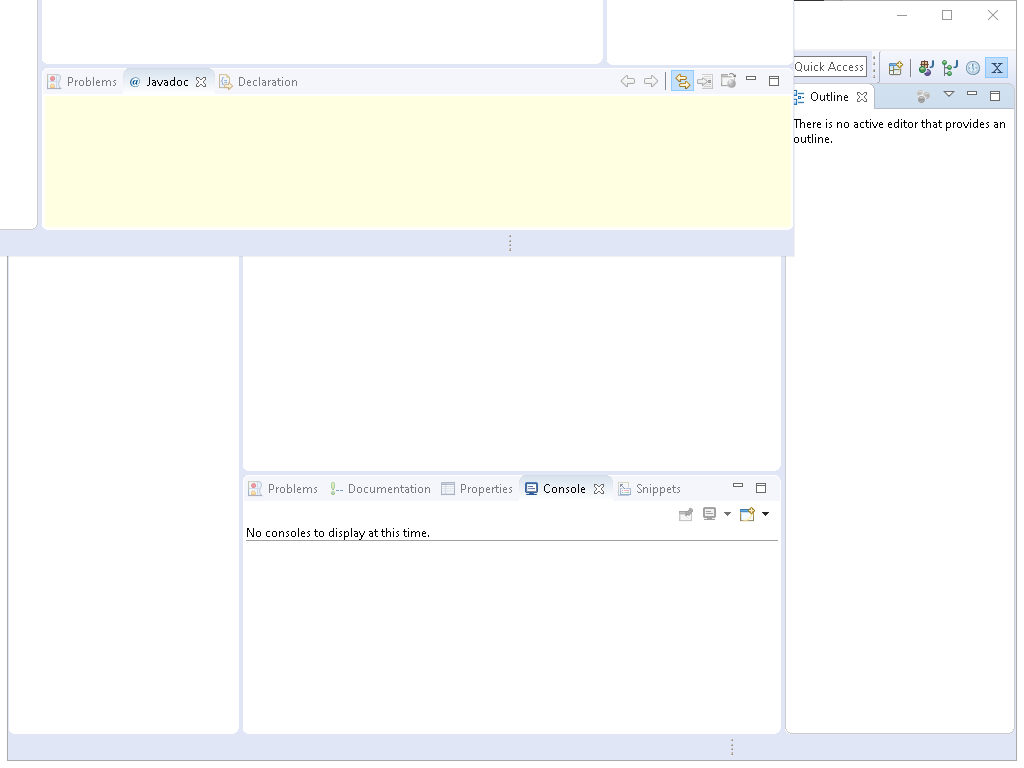 Problems @ Javadoc Declaration
Quick Access
X
Outline
There is no active editor that provides an
outline.
Problems Documentation Properties Console Snippets
No consoles to display at this time.